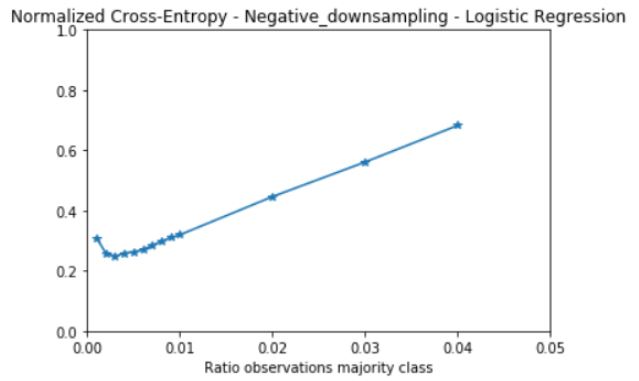 Normalized Cross-Entropy - Negative_downsampling - Logistic Regression
1.0
0.8
0.6
0.4
0.2
0.0
0.00 0.01 0.02 0.03 0.04 0.05
Ratio observations majority class